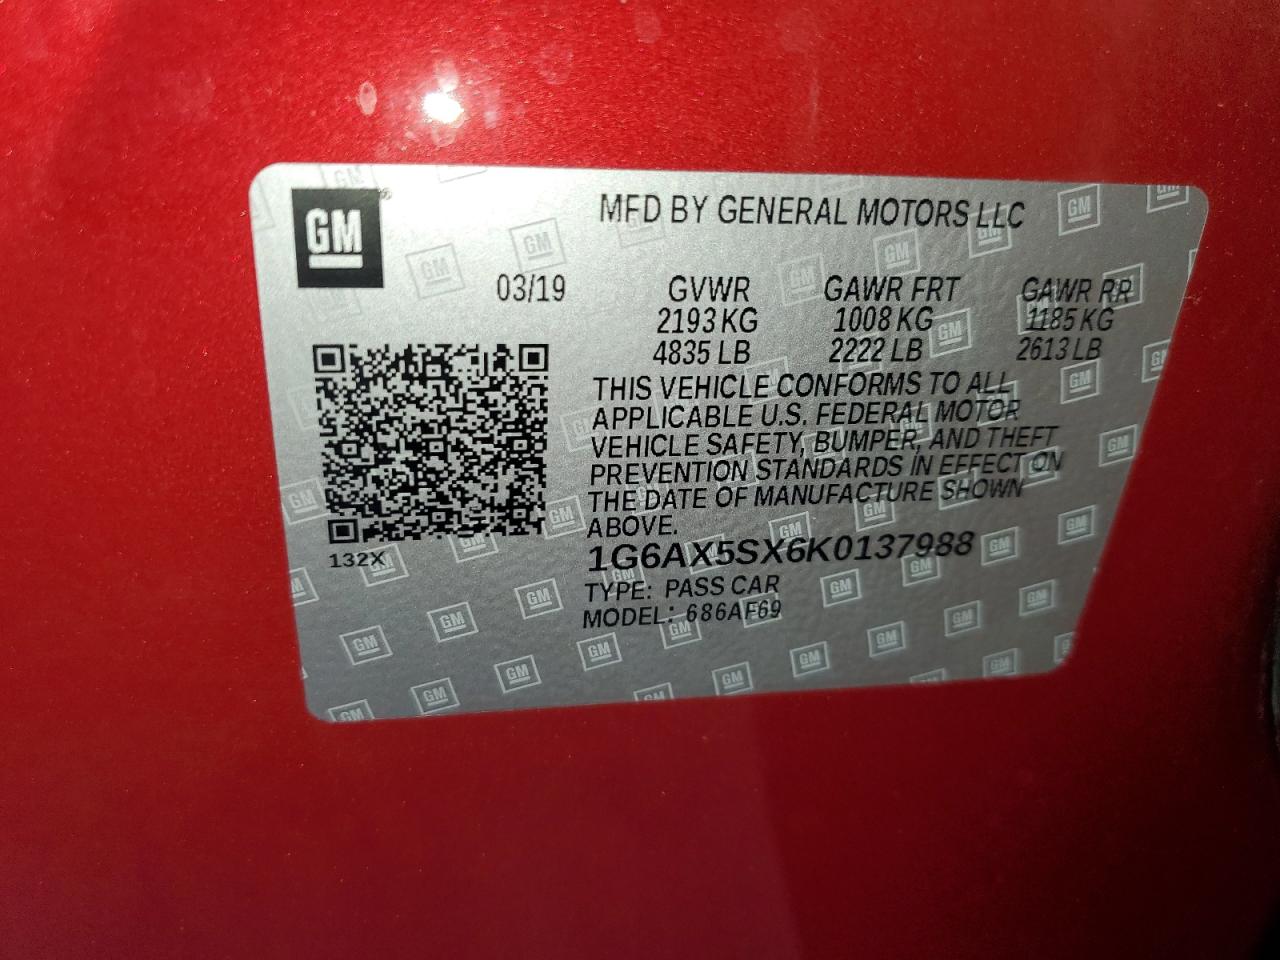 GM
MFD BY GENERAL MOTORS LLC
03/19 GVWR GAWR FRT GAWR RR
2193 KG 1008 KG 1185 KG
4835 LB 2222 LB 2613 LB
THIS VEHICLE CONFORMS TO ALL
APPLICABLE U.S. FEDERAL MOTOR
VEHICLE SAFETY, BUMPER, AND THEFT
PREVENTION STANDARDS IN EFFECT ON
THE DATE OF MANUFACTURE SHOWN
ABOVE.
132X
1G6AX5SX6K0137988
TYPE: PASS CAR
MODEL: 686AF69